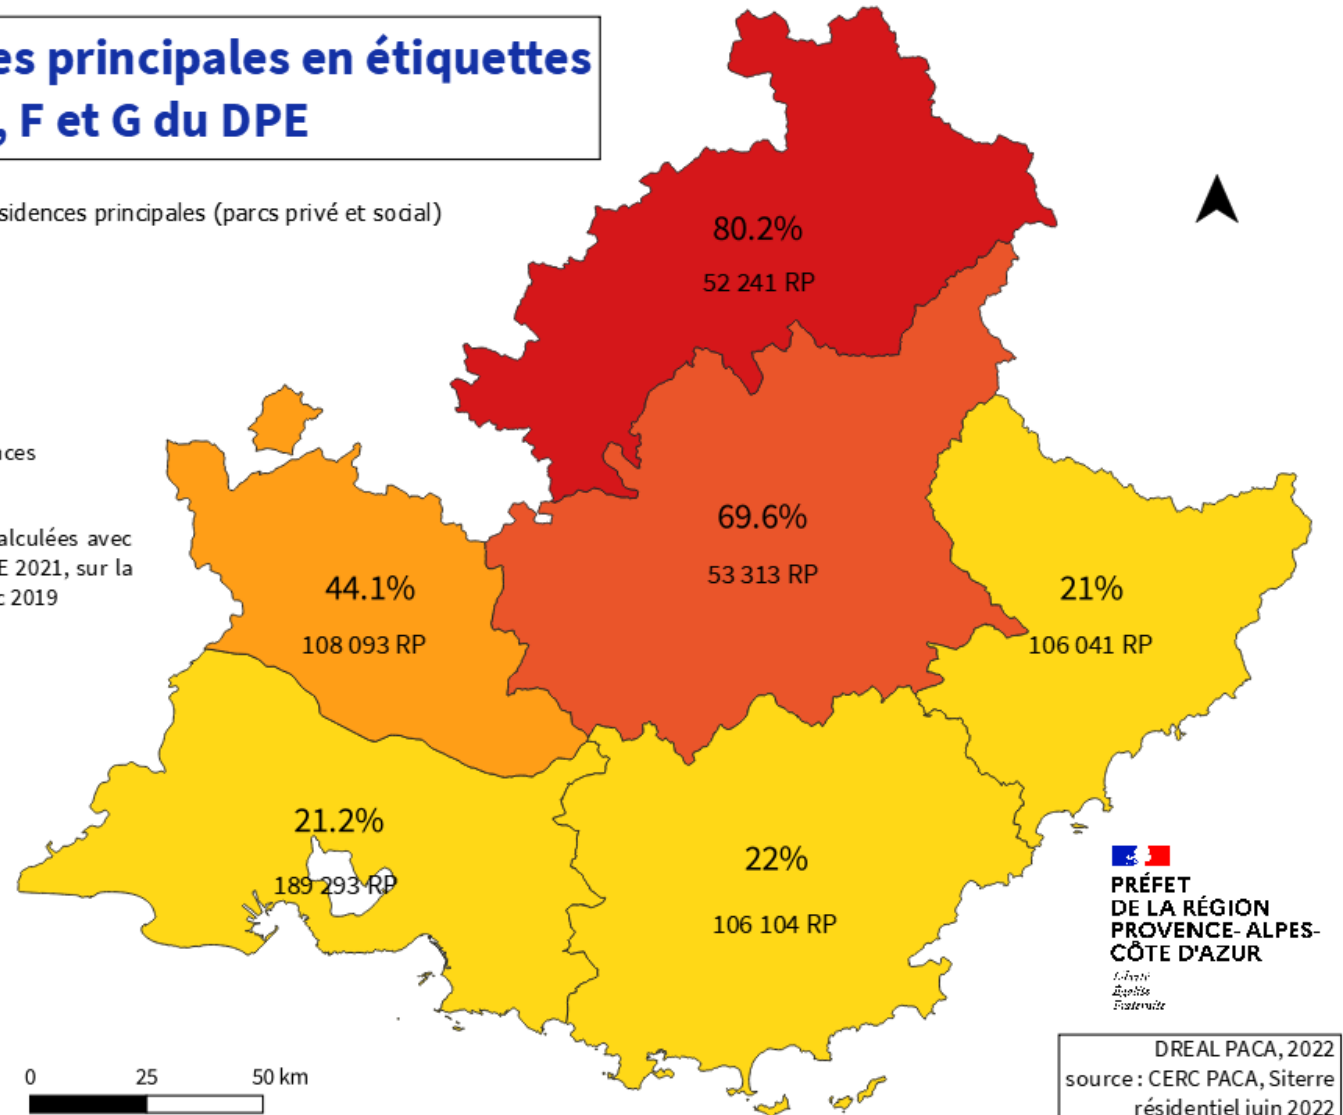 es principales en étiquettes
, F et G du DPE
sidences principales (parcs privé et social)
80.2%
52 241 RP
nces
alculées avec
E 2021, sur la
c 2019
44.1%
108 093 RP
69.6%
53 313 RP
21%
106 041 RP
21.2%
189 293 RP
22%
106 104 RP
PRÉFET
DE LA RÉGION
PROVENCE- ALPES-
CÔTE D'AZUR
Liberté
Égalité
Fraternité
0 25 50 km
DREAL PACA, 2022
source : CERC PACA, Siterre
résidentiel juin 2022